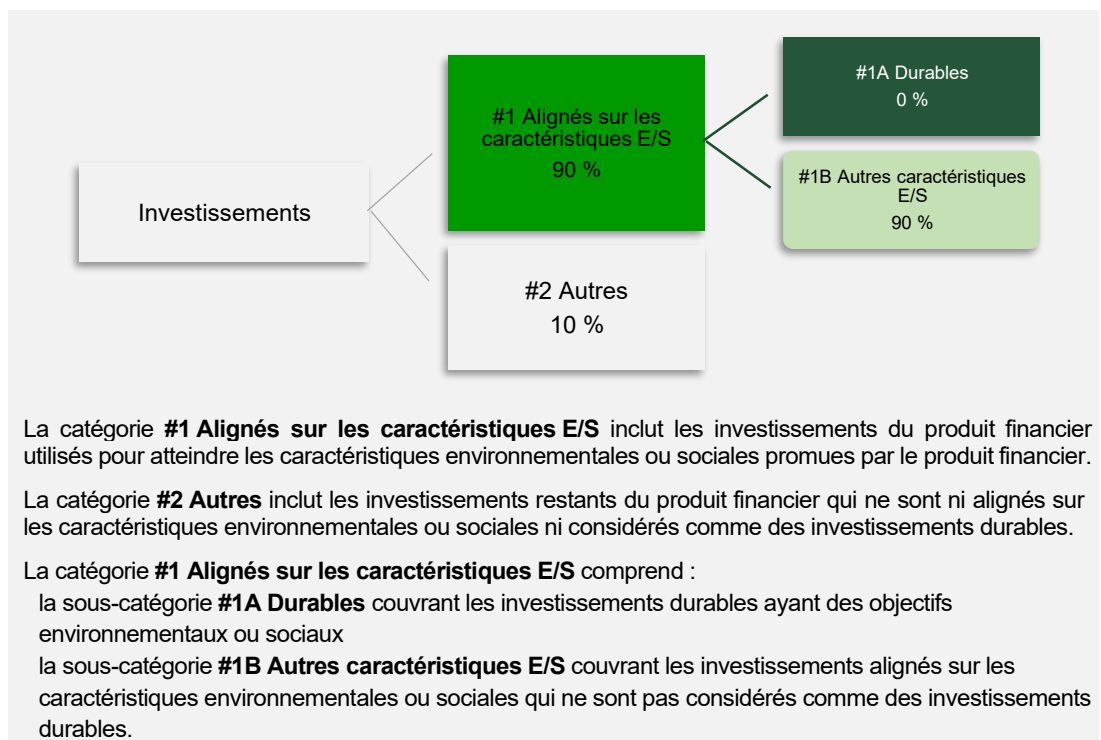 #1A Durables
0 %
#1 Alignés sur les
caractéristiques E/S
90 %
#1B Autres caractéristiques
E/S
90 %
Investissements
#2 Autres
10 %
La catégorie #1 Alignés sur les caractéristiques E/S inclut les investissements du produit financier
utilisés pour atteindre les caractéristiques environnementales ou sociales promues par le produit financier.
La catégorie #2 Autres inclut les investissements restants du produit financier qui ne sont ni alignés sur
les caractéristiques environnementales ou sociales ni considérés comme des investissements durables.
La catégorie #1 Alignés sur les caractéristiques E/S comprend :
la sous-catégorie #1A Durables couvrant les investissements durables ayant des objectifs
environnementaux ou sociaux
la sous-catégorie #1B Autres caractéristiques E/S couvrant les investissements alignés sur les
caractéristiques environnementales ou sociales qui ne sont pas considérés comme des investissements
durables.